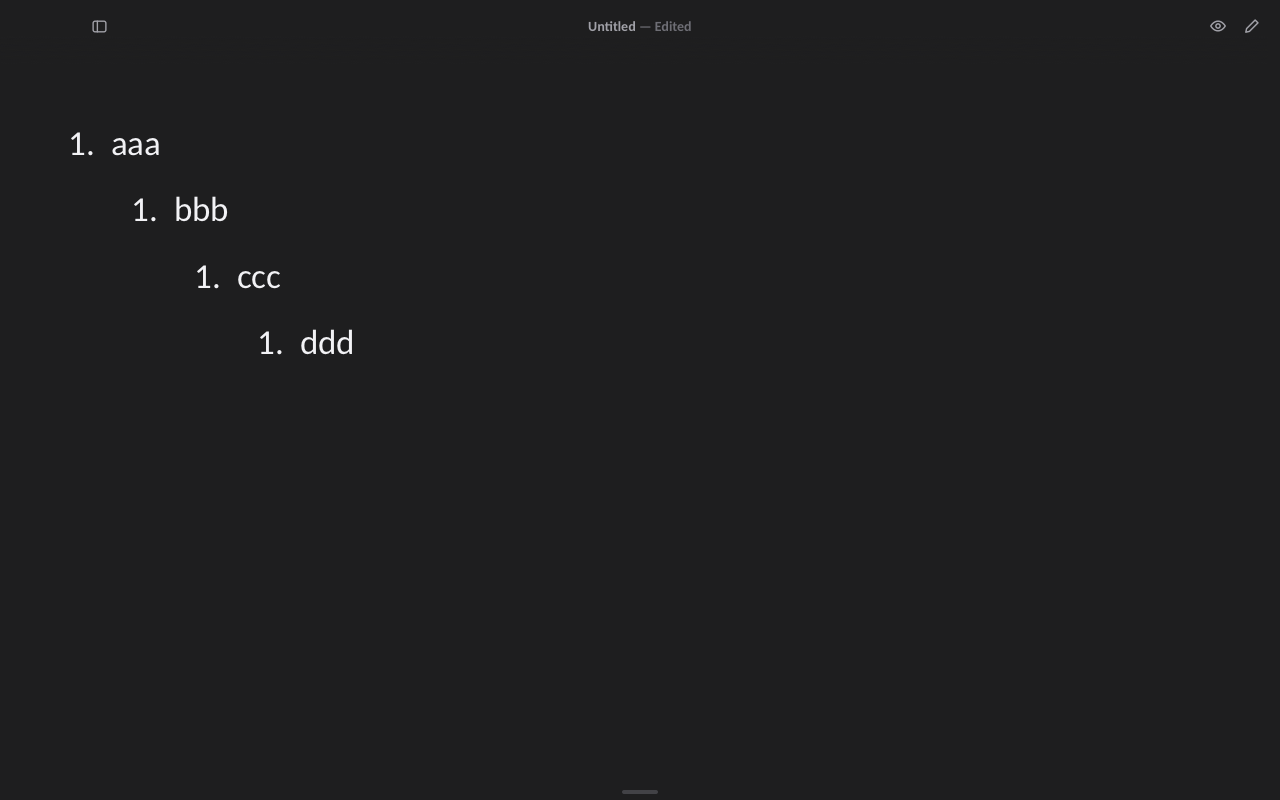 Untitled — Edited
1. aaa
1. bbb
1. ccc
1. ddd